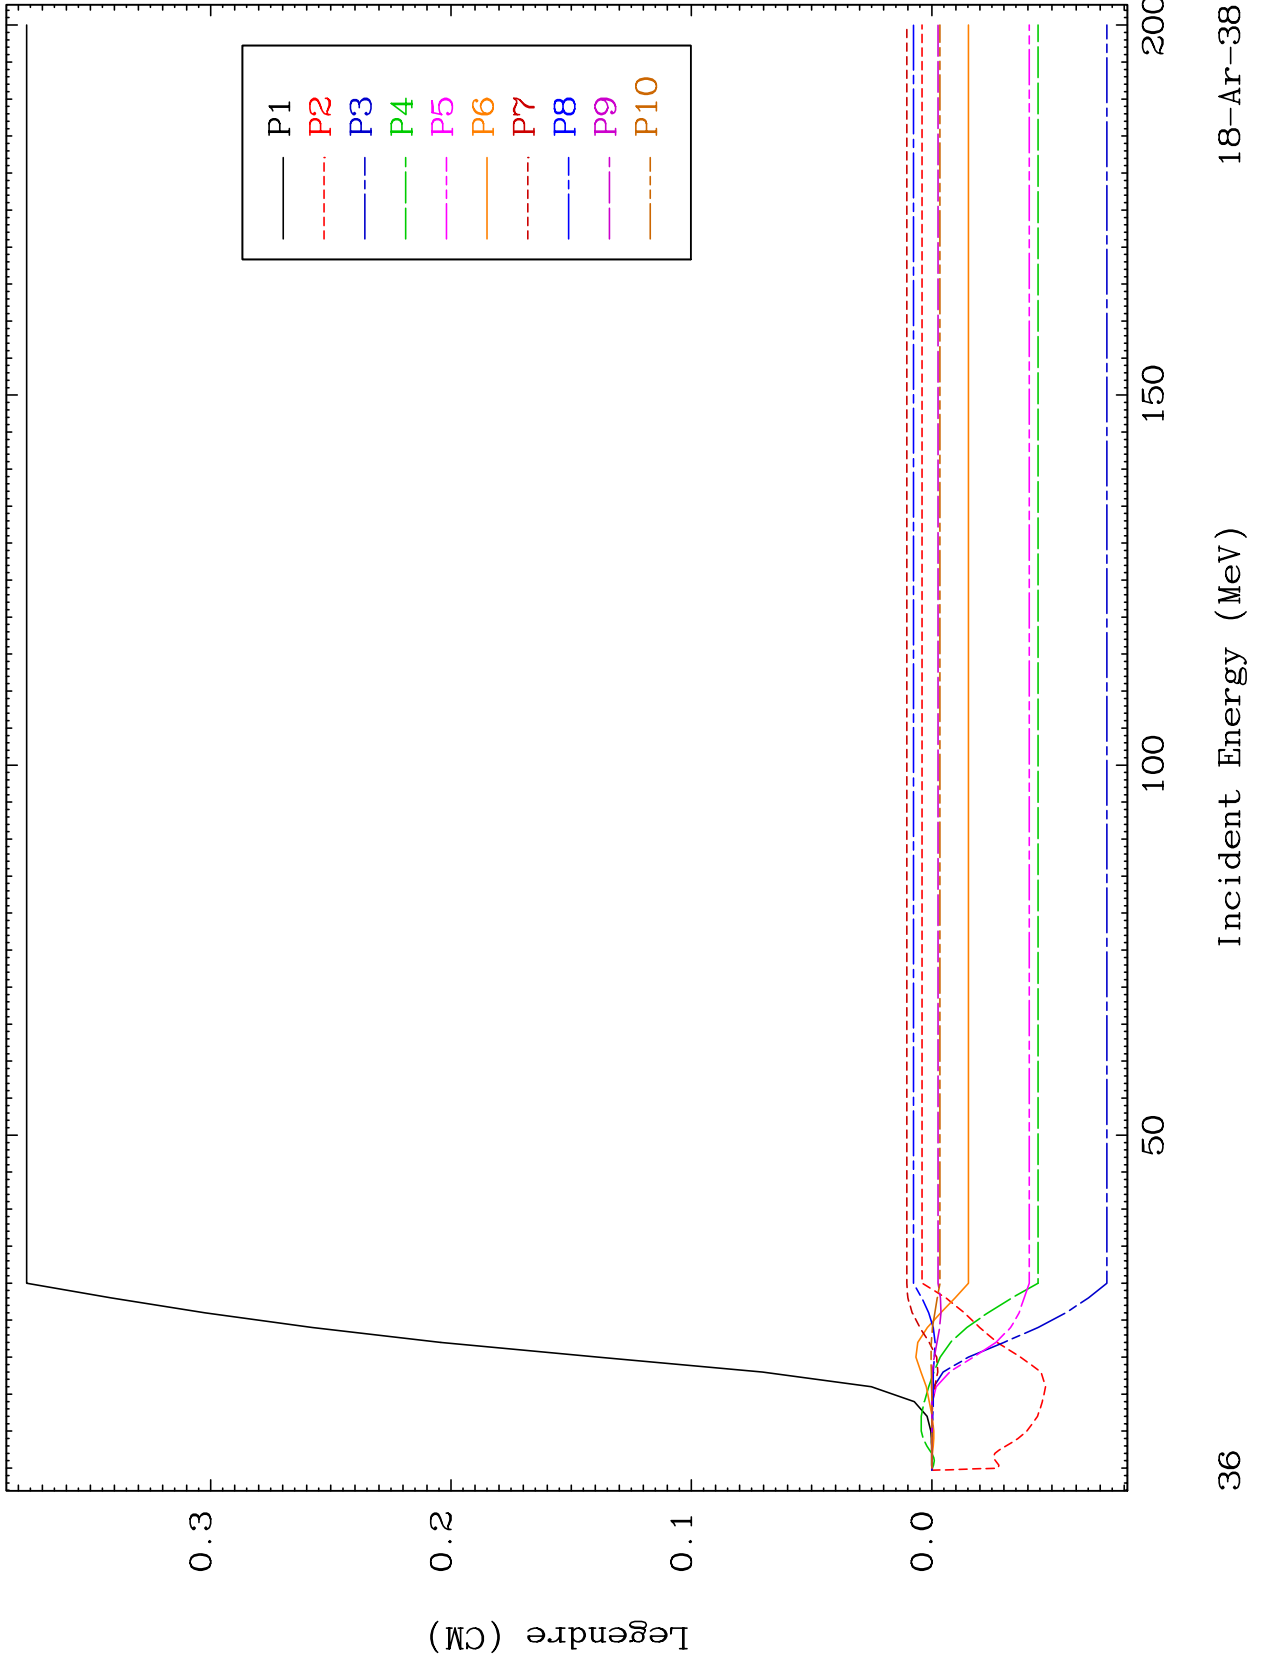 Legendre (CM)
0.3
0.2
0.1
0.0
P1
P2
P3
P4
P5
P6
P7
P8
P9
P10
50
100
150
200
Incident Energy (MeV)
36
18-Ar-38